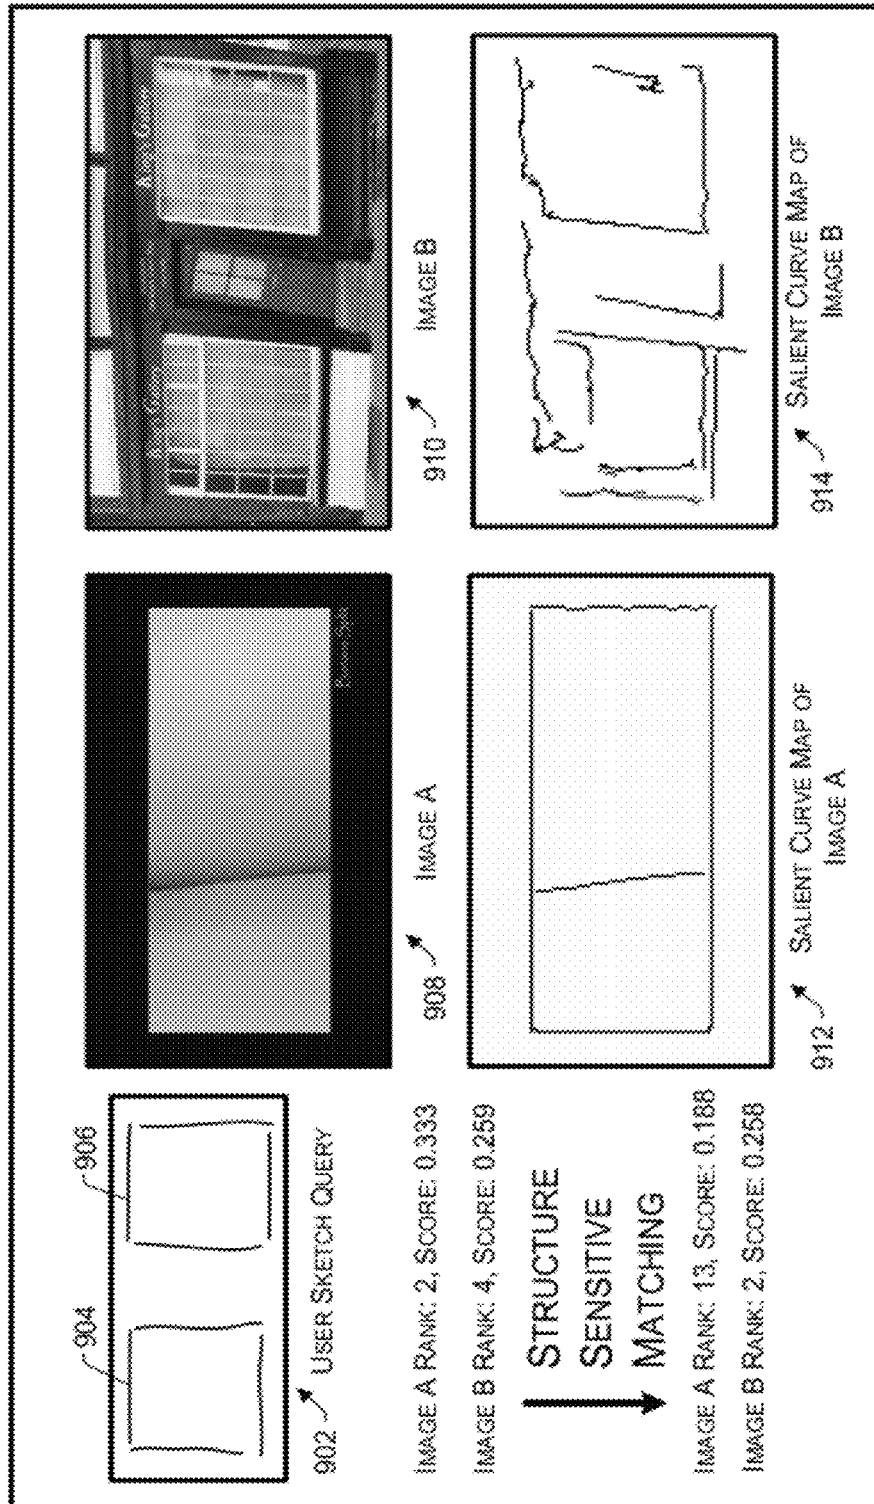 904
906
902
USER SKETCH QUERY
IMAGE A RANK: 2, SCORE: 0.333
IMAGE B RANK: 4, SCORE: 0.259
STRUCTURE
SENSITIVE
MATCHING
IMAGE A RANK: 13, SCORE: 0.188
IMAGE B RANK: 2, SCORE: 0.258
908
IMAGE A
912
SALIENT CURVE MAP OF
IMAGE A
910
IMAGE B
914
SALIENT CURVE MAP OF
IMAGE B